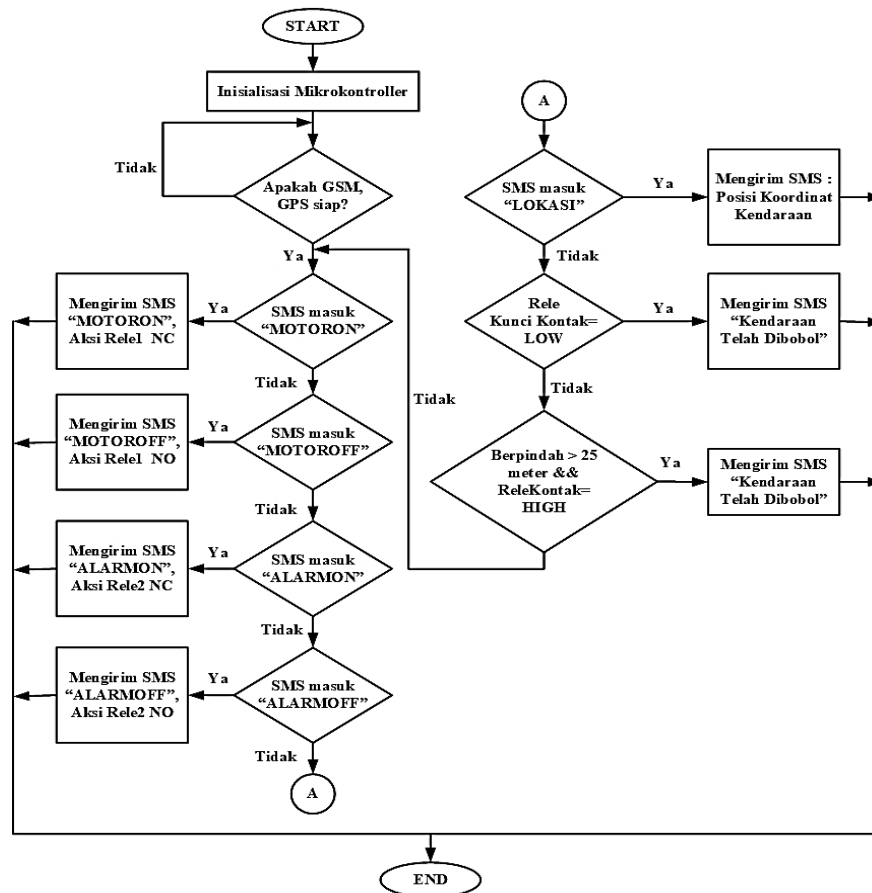 START
Inisialisasi Mikrokontroller
Tidak
Apakah GSM,
GPS siap?
Ya
Mengirim SMS
“MOTORON”,
Aksi Rele1 NC
Ya
SMS masuk
“MOTORON”
Tidak
Mengirim SMS
“MOTOROFF”,
Aksi Rele1 NO
Ya
SMS masuk
“MOTOROFF”
Tidak
Mengirim SMS
“ALARMON”,
Aksi Rele2 NC
Ya
SMS masuk
“ALARMON”
Tidak
Mengirim SMS
“ALARMOFF”,
Aksi Rele2 NO
Ya
SMS masuk
“ALARMOFF”
Tidak
A
A
SMS masuk
“LOKASI”
Ya
Mengirim SMS :
Posisi Koordinat
Kendaraan
Tidak
Rele
Kunci Kontak=
LOW
Ya
Mengirim SMS
“Kendaraan
Telah Dibobol”
Tidak
Tidak
Berpindah > 25
meter &&
ReleKontak=
HIGH
Ya
Mengirim SMS
“Kendaraan
Telah Dibobol”
END